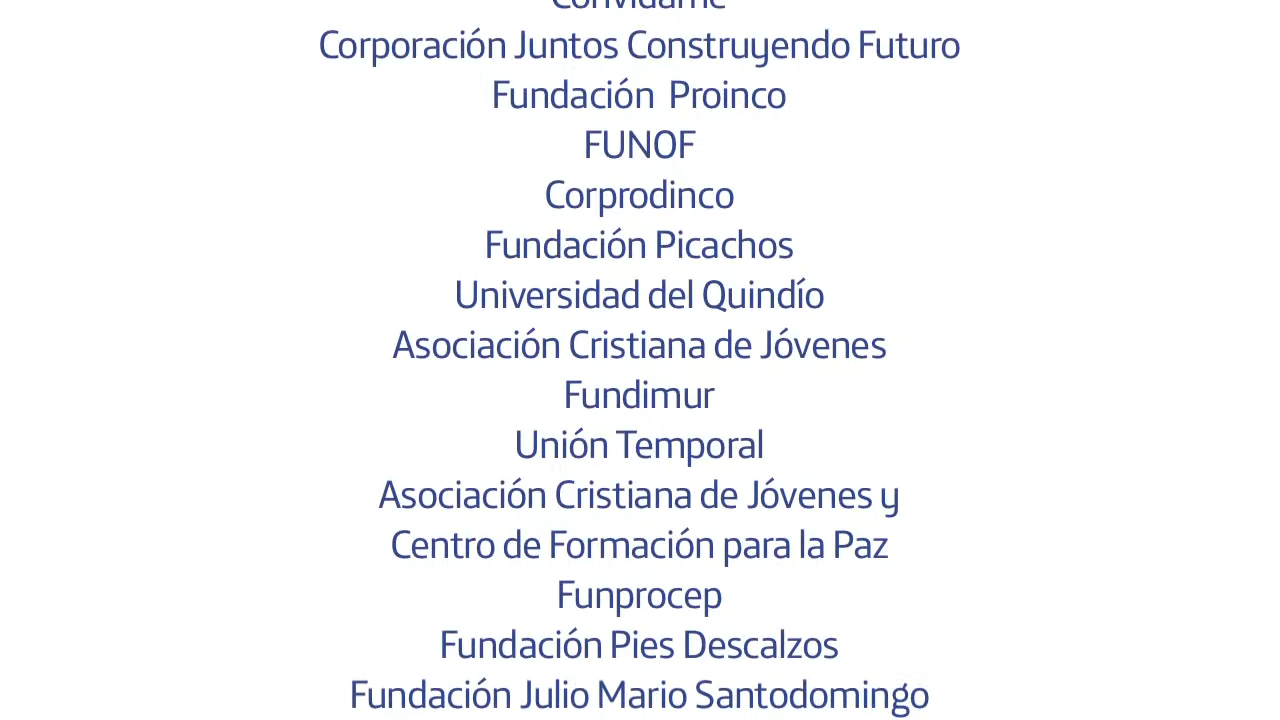 Convidame
Corporación Juntos Construyendo Futuro
Fundación Proinco
FUNOF
Corprodinco
Fundación Picachos
Universidad del Quindío
Asociación Cristiana de Jóvenes
Fundimur
Unión Temporal
Asociación Cristiana de Jóvenes y
Centro de Formación para la Paz
Funprocep
Fundación Pies Descalzos
Fundación Julio Mario Santodomingo